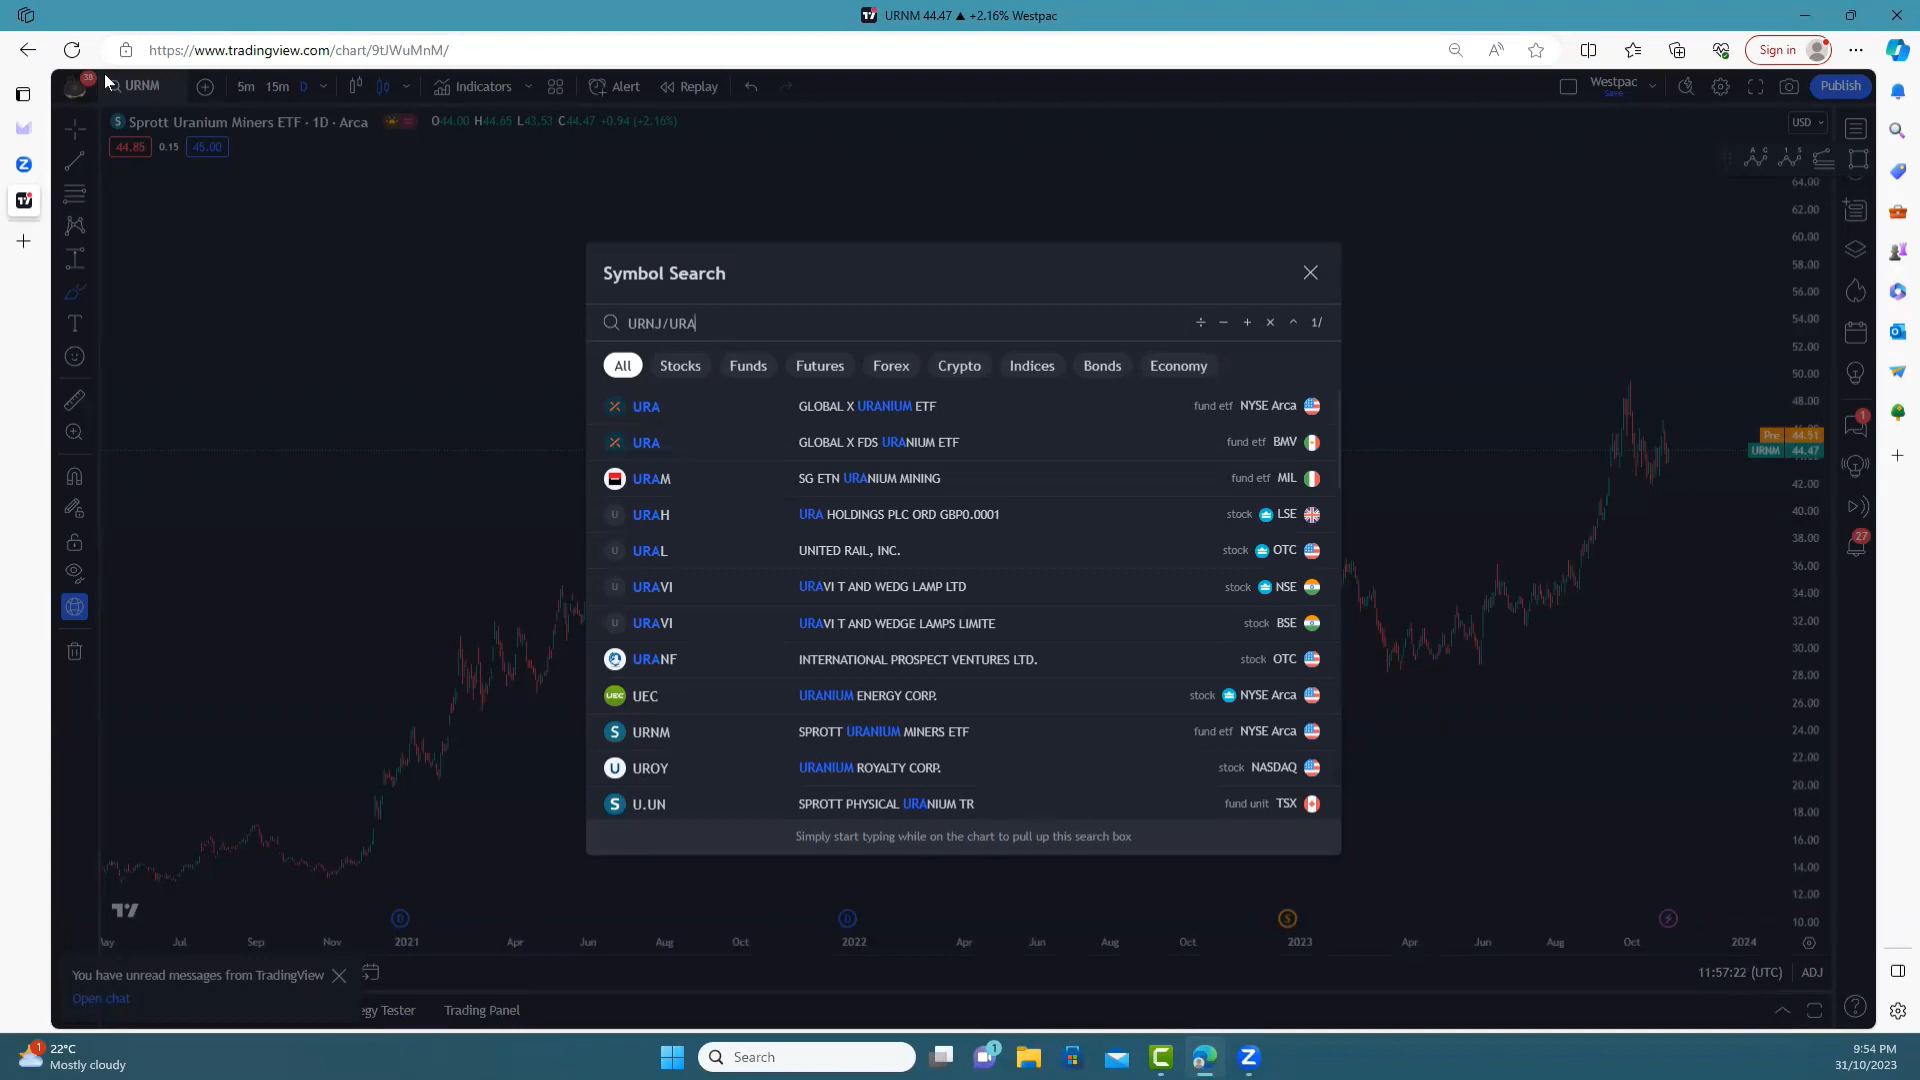 URNM 44.47 ▲ +2.16% Westpac
https://www.tradingview.com/chart/9tJWuMnM/
Sign in
38
URNM
5m 15m D
Indicators
Alert
Replay
Westpac
Save
Publish
Sprott Uranium Miners ETF · 1D · Arca
O44.00 H44.65 L43.53 C44.47 +0.94 (+2.16%)
USD
44.85 0.15 45.00
Symbol Search
URNJ/URA
÷ − + × ^ 1/
All Stocks Funds Futures Forex Crypto Indices Bonds Economy
URA GLOBAL X URANIUM ETF fund etf NYSE Arca
URA GLOBAL X FDS URANIUM ETF fund etf BMV
URAM SG ETN URANIUM MINING fund etf MIL
U URAH URA HOLDINGS PLC ORD GBP0.0001 stock LSE
U URAL UNITED RAIL, INC. stock OTC
U URAVI URAVI T AND WEDG LAMP LTD stock NSE
U URAVI URAVI T AND WEDGE LAMPS LIMITE stock BSE
URANF INTERNATIONAL PROSPECT VENTURES LTD. stock OTC
UEC UEC URANIUM ENERGY CORP. stock NYSE Arca
S URNM SPROTT URANIUM MINERS ETF fund etf NYSE Arca
U UROY URANIUM ROYALTY CORP. stock NASDAQ
S U.UN SPROTT PHYSICAL URANIUM TR fund unit TSX
Simply start typing while on the chart to pull up this search box
64.00
62.00
60.00
58.00
56.00
54.00
52.00
50.00
48.00
Pre 44.51
URNM 44.47
42.00
40.00
38.00
36.00
34.00
32.00
30.00
28.00
26.00
24.00
22.00
20.00
18.00
16.00
14.00
12.00
10.00
1
27
D D S
Jul Sep Nov 2021 Apr Jun Aug Oct 2022 Apr Jun Aug Oct 2023 Apr Jun Aug Oct 2024
You have unread messages from TradingView
Open chat
11:57:22 (UTC) ADJ
egy Tester
Trading Panel
1
22°C
Mostly cloudy
Search
1
9:54 PM
31/10/2023